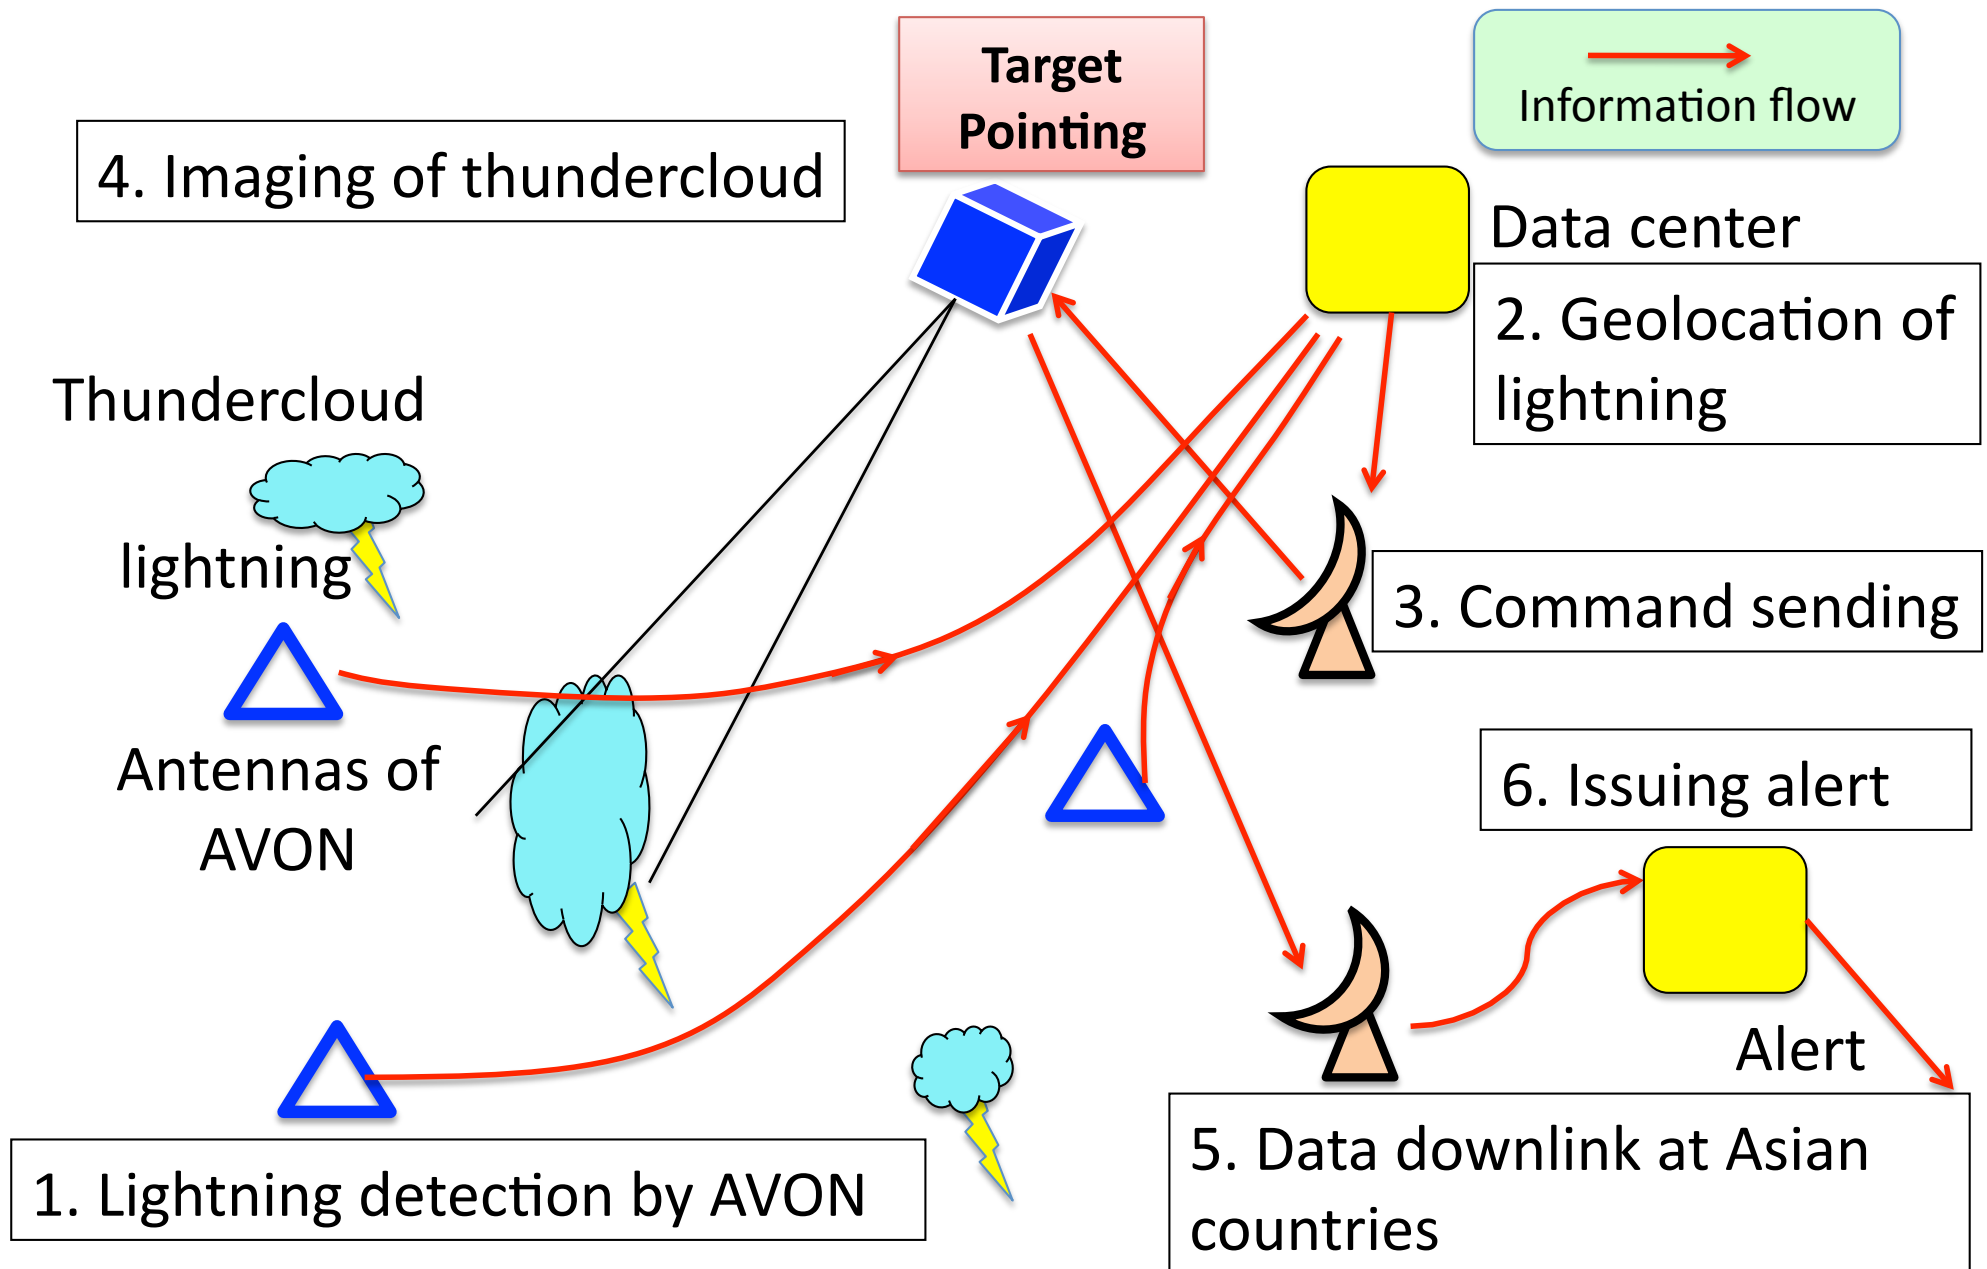 Target
Pointing
Information flow
4. Imaging of thundercloud
Data center
2. Geolocation of
lightning
Thundercloud
lightning
3. Command sending
Antennas of
AVON
6. Issuing alert
Alert
5. Data downlink at Asian
countries
1. Lightning detection by AVON